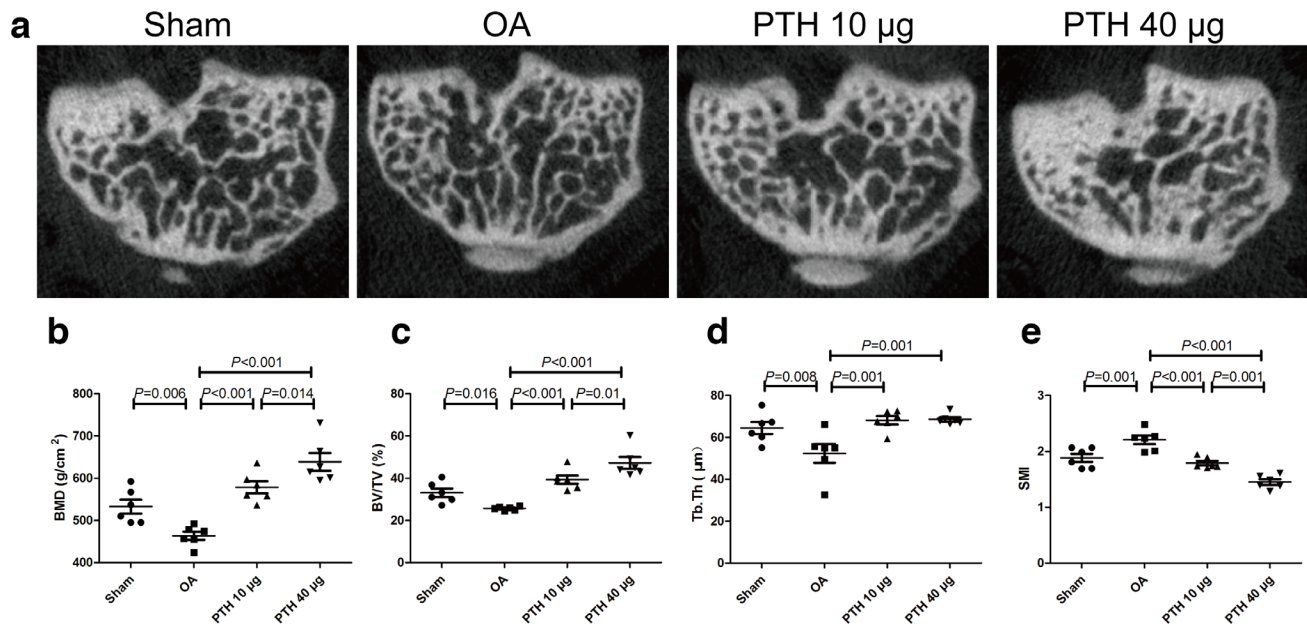 a
Sham
OA
PTH 10 µg
PTH 40 µg
b
P<0.001
P=0.006
P<0.001
P=0.014
BMD (g/cm ²)
800
700
600
500
400
Sham
OA
PTH 10 µg
PTH 40 µg
c
P<0.001
P=0.016
P<0.001
P=0.01
BV/TV (%)
80
60
40
20
0
Sham
OA
PTH 10 µg
PTH 40 µg
d
P=0.001
P=0.008
P=0.001
Tb.Th ( µm)
80
60
40
20
0
Sham
OA
PTH 10 µg
PTH 40 µg
e
P<0.001
P=0.001
P<0.001
P=0.001
SMI
3
2
1
0
Sham
OA
PTH 10 µg
PTH 40 µg